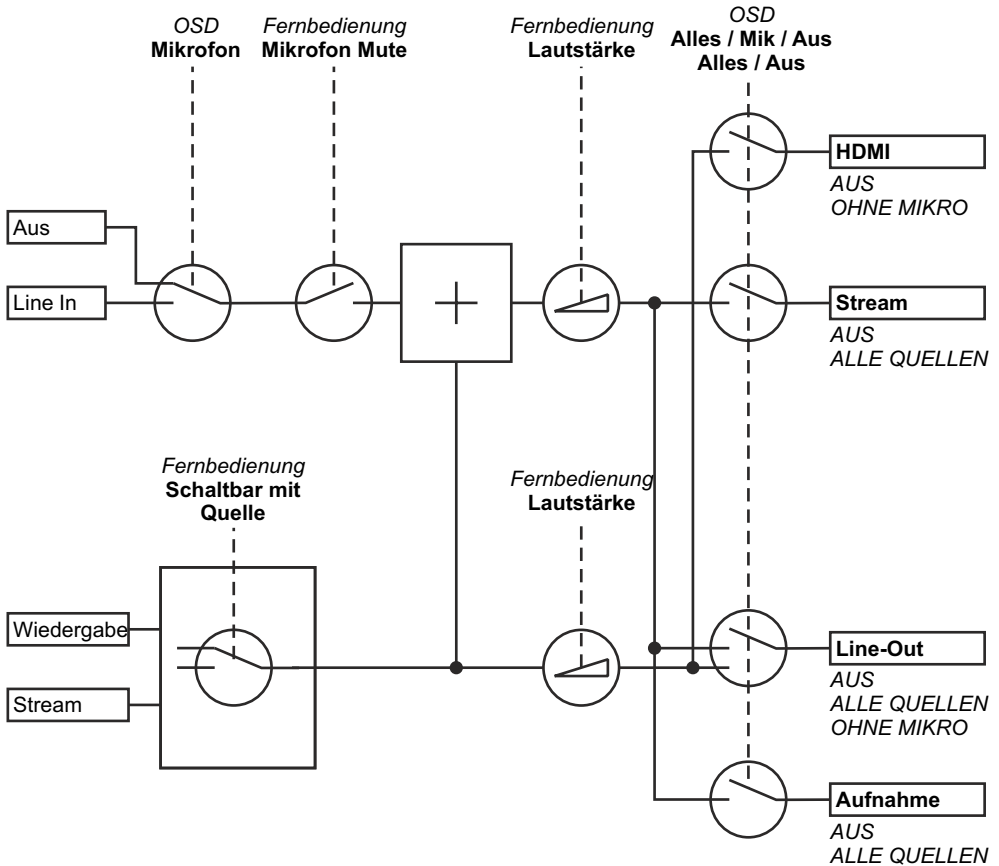 OSD
Mikrofon
Fernbedienung
Mikrofon Mute
Fernbedienung
Lautstärke
OSD
Alles / Mik / Aus
Alles / Aus
HDMI
AUS
OHNE MIKRO
Aus
Line In
Stream
AUS
ALLE QUELLEN
Fernbedienung
Schaltbar mit
Quelle
Fernbedienung
Lautstärke
Wiedergabe
Stream
Line-Out
AUS
ALLE QUELLEN
OHNE MIKRO
Aufnahme
AUS
ALLE QUELLEN